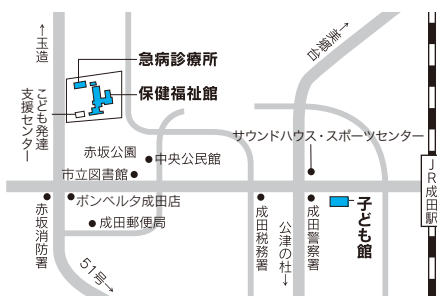 ←玉造
急病診療所
保健福祉館
こども発達
支援センター
美郷台→
赤坂公園
中央公民館
市立図書館
サウンドハウス・スポーツセンター
ボンベルタ成田店
成田郵便局
赤坂消防署
51号→
成田税務署
公津の杜→
成田警察署
子ども館
JR成田駅